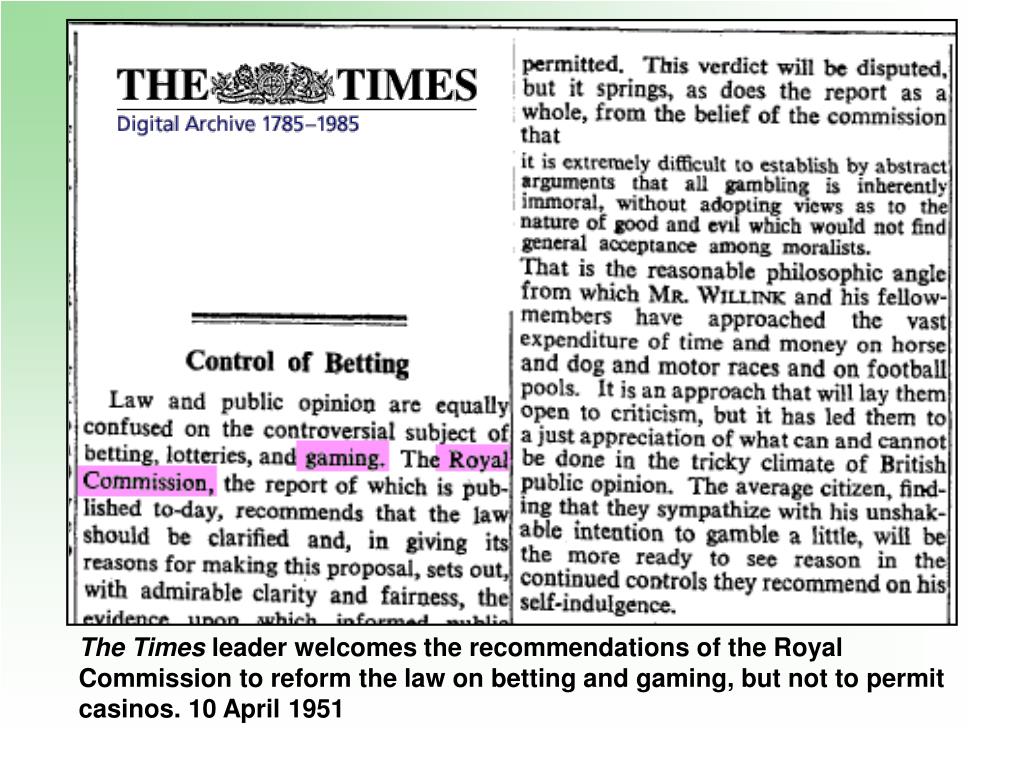 THE TIMES
Digital Archive 1785–1985
Control of Betting
Law and public opinion are equally
confused on the controversial subject of
betting, lotteries, and gaming. The Royal
Commission, the report of which is pub-
lished to-day, recommends that the law
should be clarified and, in giving its
reasons for making this proposal, sets out,
with admirable clarity and fairness, the
evidence upon which informed public
permitted. This verdict will be disputed,
but it springs, as does the report as a
whole, from the belief of the commission
that
it is extremely difficult to establish by abstract
arguments that all gambling is inherently
immoral, without adopting views as to the
nature of good and evil which would not find
general acceptance among moralists.
That is the reasonable philosophic angle
from which MR. WILLINK and his fellow-
members have approached the vast
expenditure of time and money on horse
and dog and motor races and on football
pools. It is an approach that will lay them
open to criticism, but it has led them to
a just appreciation of what can and cannot
be done in the tricky climate of British
public opinion. The average citizen, find-
ing that they sympathize with his unshak-
able intention to gamble a little, will be
the more ready to see reason in the
continued controls they recommend on his
self-indulgence.
The Times leader welcomes the recommendations of the Royal
Commission to reform the law on betting and gaming, but not to permit
casinos. 10 April 1951